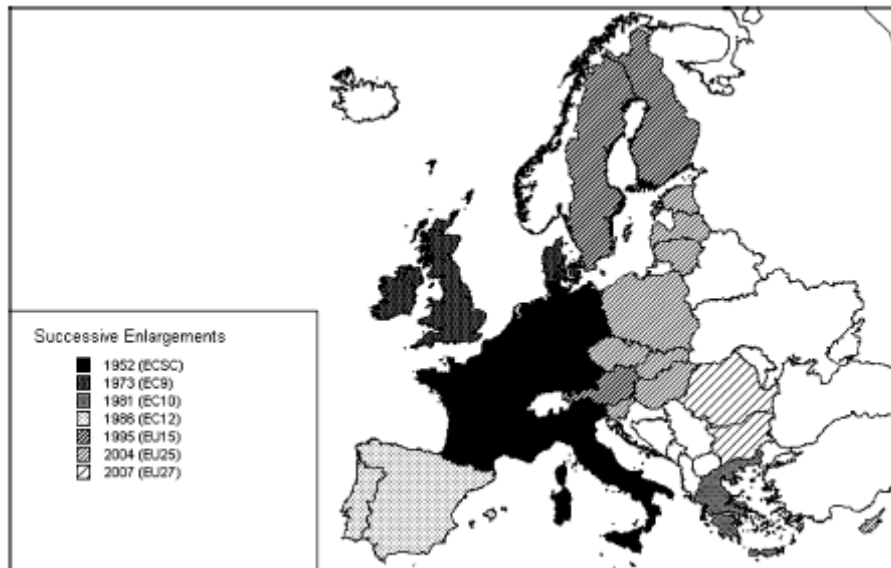 Successive Enlargements
1952 (ECSC)
1973 (EC9)
1981 (EC10)
1986 (EC12)
1995 (EU15)
2004 (EU25)
2007 (EU27)